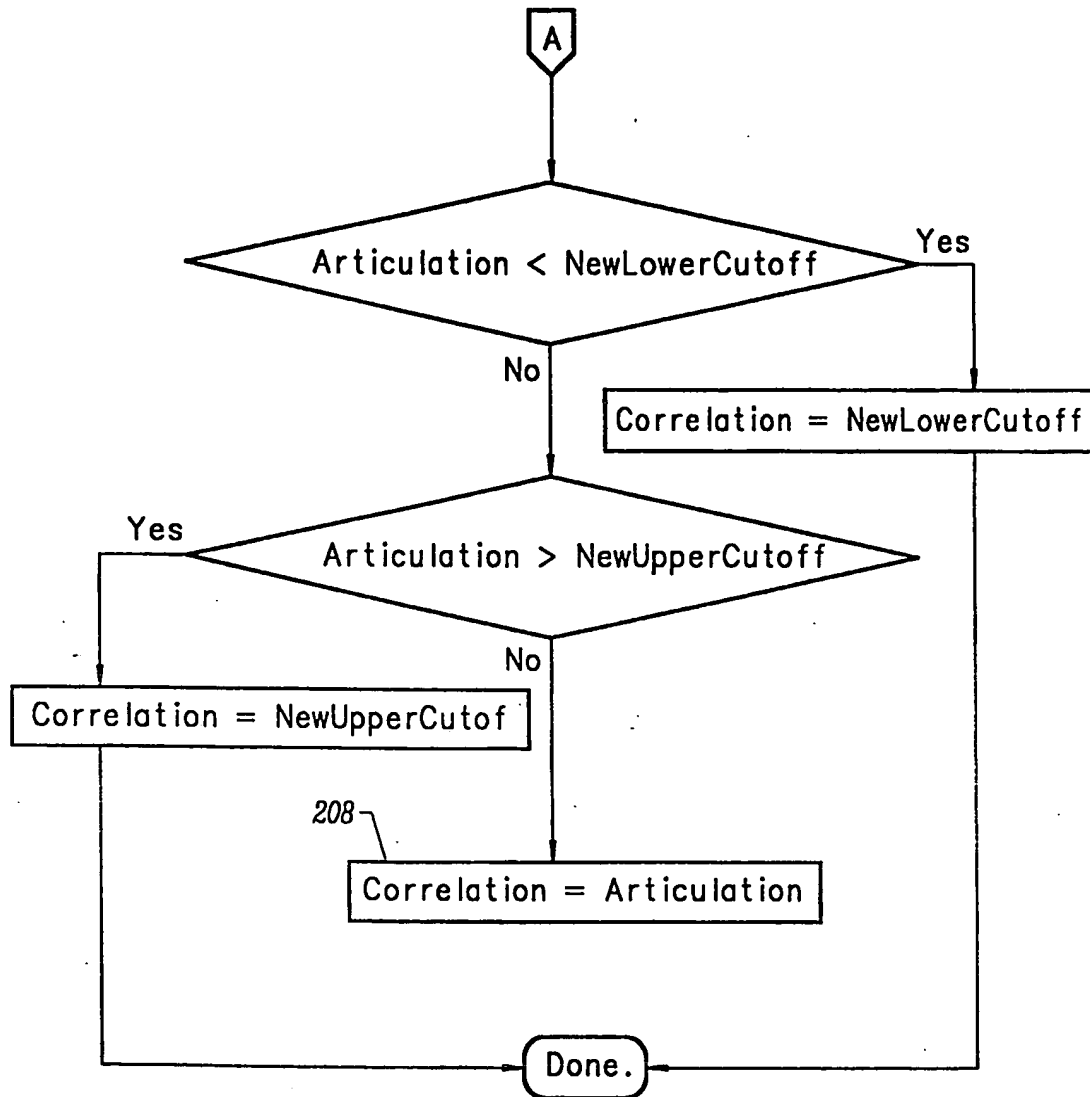 A
Articulation < NewLowerCutoff
Yes
No
Correlation = NewLowerCutoff
Yes
Articulation > NewUpperCutoff
No
Correlation = NewUpperCutof
208
Correlation = Articulation
Done.